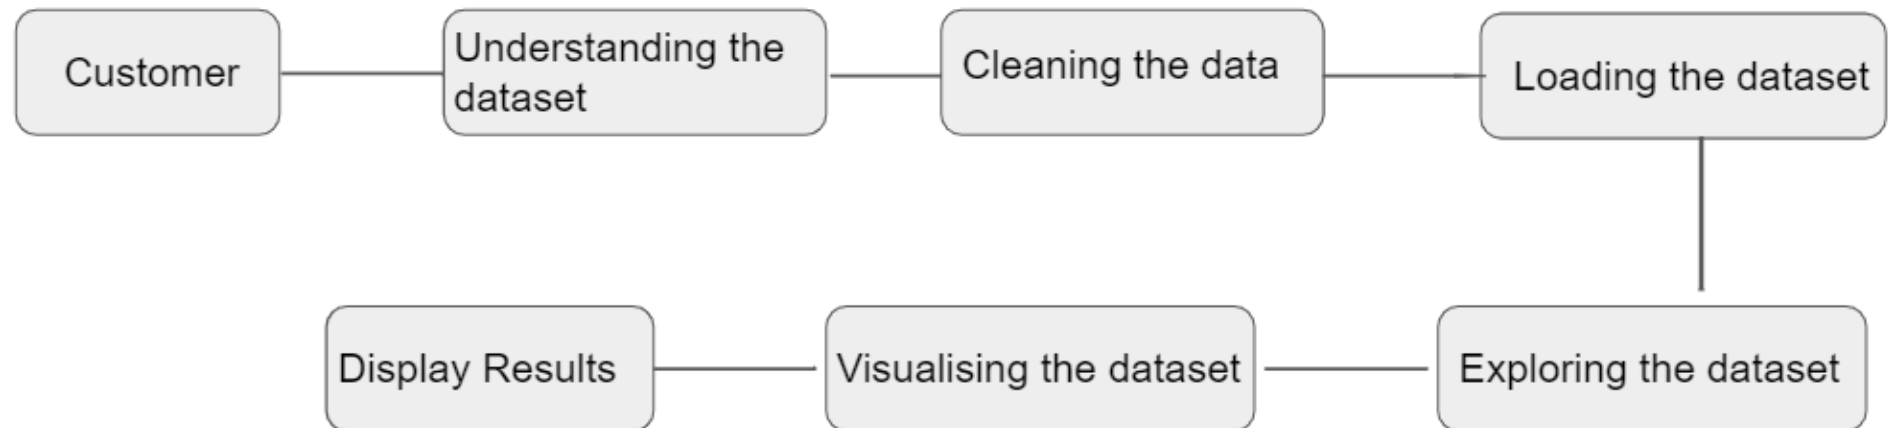 Customer
Understanding the
dataset
Cleaning the data
Loading the dataset
Display Results
Visualising the dataset
Exploring the dataset